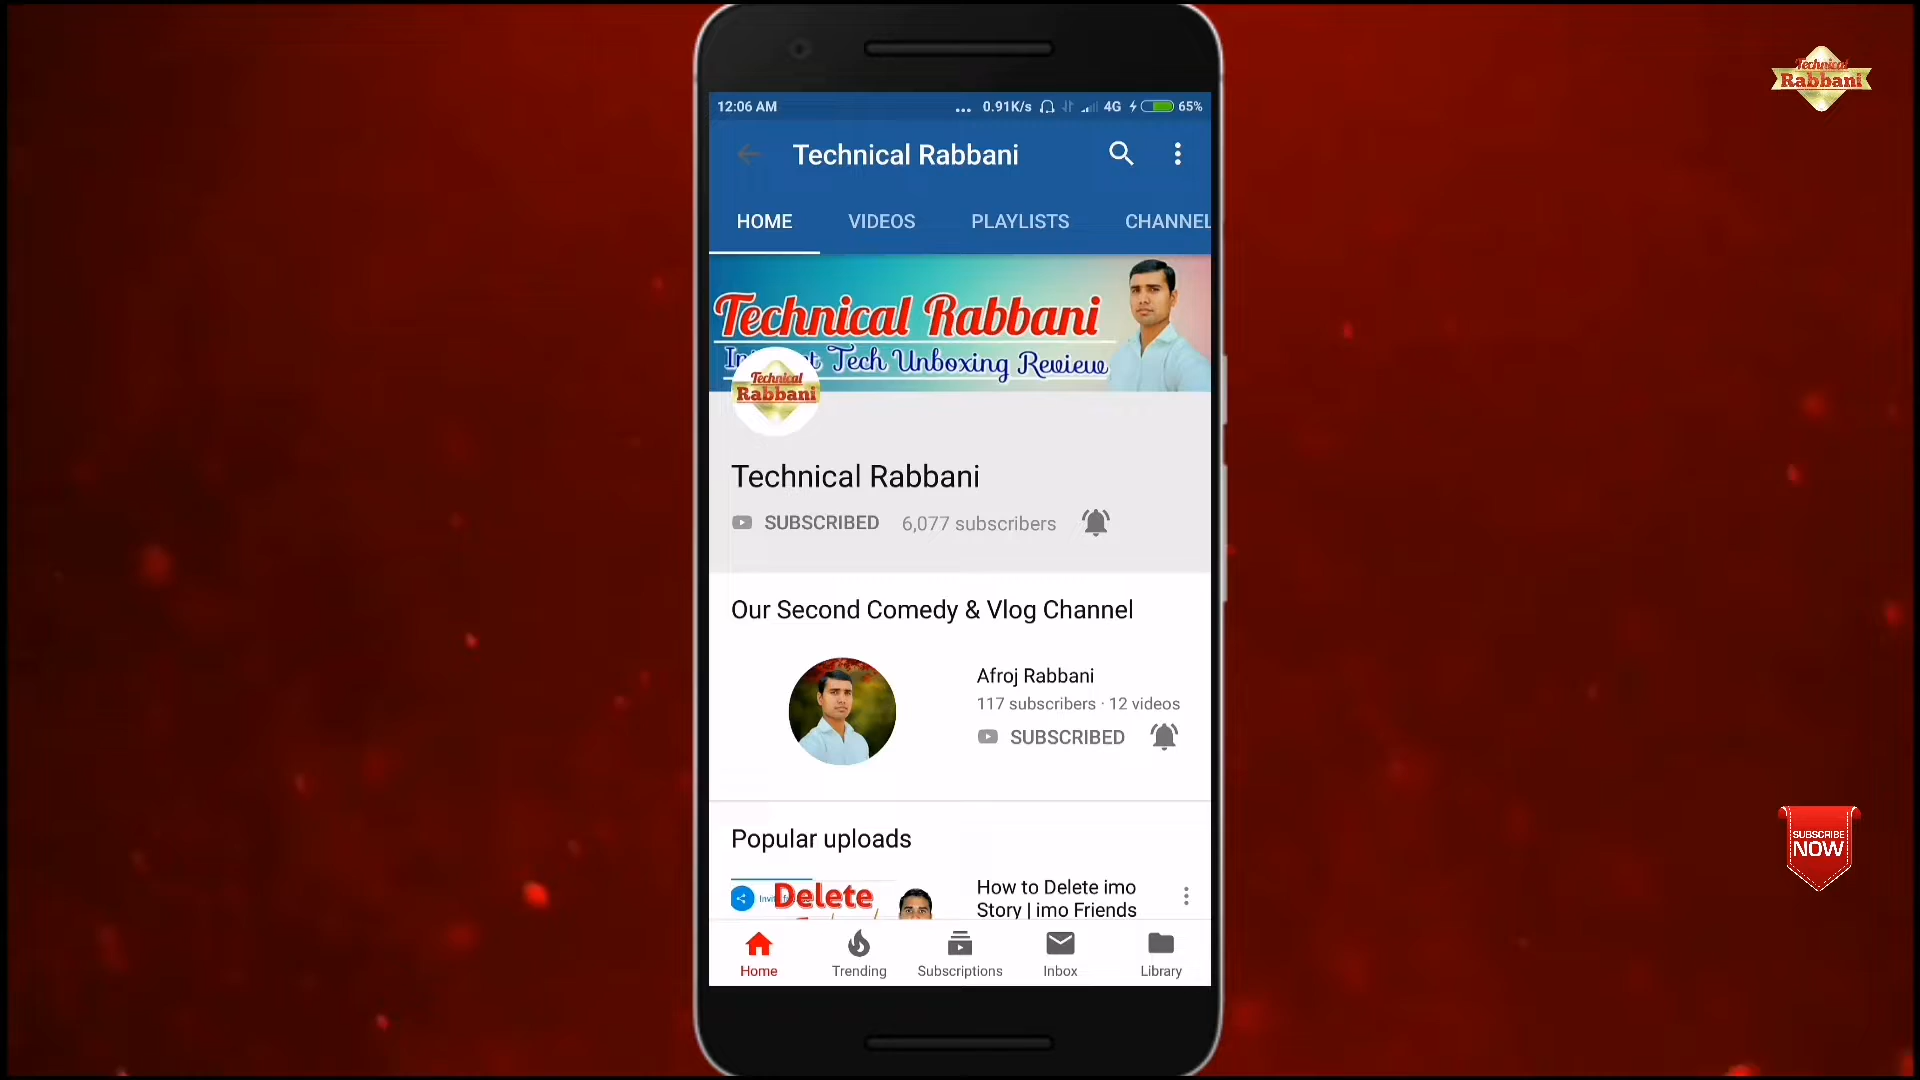 Technical
Rabbani
12:06 AM ... 0.91K/s 4G 65%
Technical Rabbani
HOME VIDEOS PLAYLISTS CHANNEL
Technical Rabbani
Tech Unboxing Review
Technical
Rabbani
Technical Rabbani
SUBSCRIBED 6,077 subscribers
Our Second Comedy & Vlog Channel
Afroj Rabbani
117 subscribers · 12 videos
SUBSCRIBED
SUBSCRIBE
NOW
Popular uploads
Delete
How to Delete imo
Story | imo Friends
Home Trending Subscriptions Inbox Library